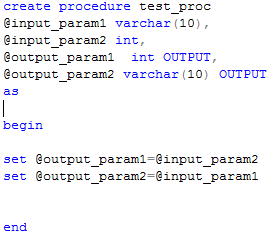 create procedure test_proc
@input_param1 varchar(10),
@input_param2 int,
@output_param1  int OUTPUT,
@output_param2 varchar(10) OUTPUT
as
begin
set @output_param1=@input_param2
set @output_param2=@input_param1
end